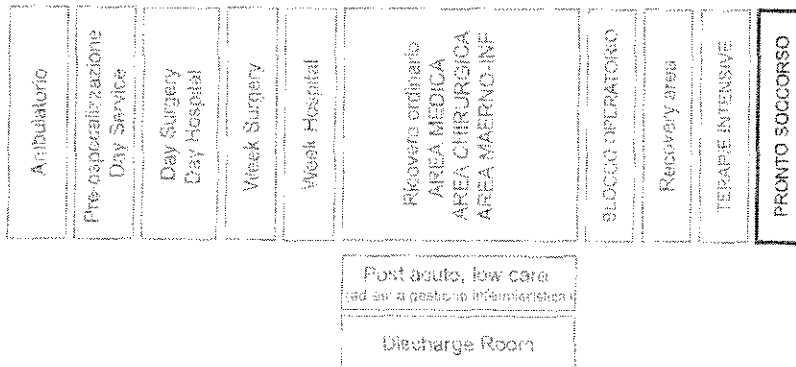 Ambulatorio
Pre-ospedalizzazione
Day Service
Day Surgery
Day Hospital
Week Surgery
Week Hospital
Ricovero ordinario
AREA MEDICA
AREA CHIRURGICA
AREA MAERNO-INF
BLOCCO OPERATORIO
Recovery area
TERAPIE INTENSIVE
PRONTO SOCCORSO
Post acuto, low care
(ad es. a gestione infermieristica)
Discharge Room